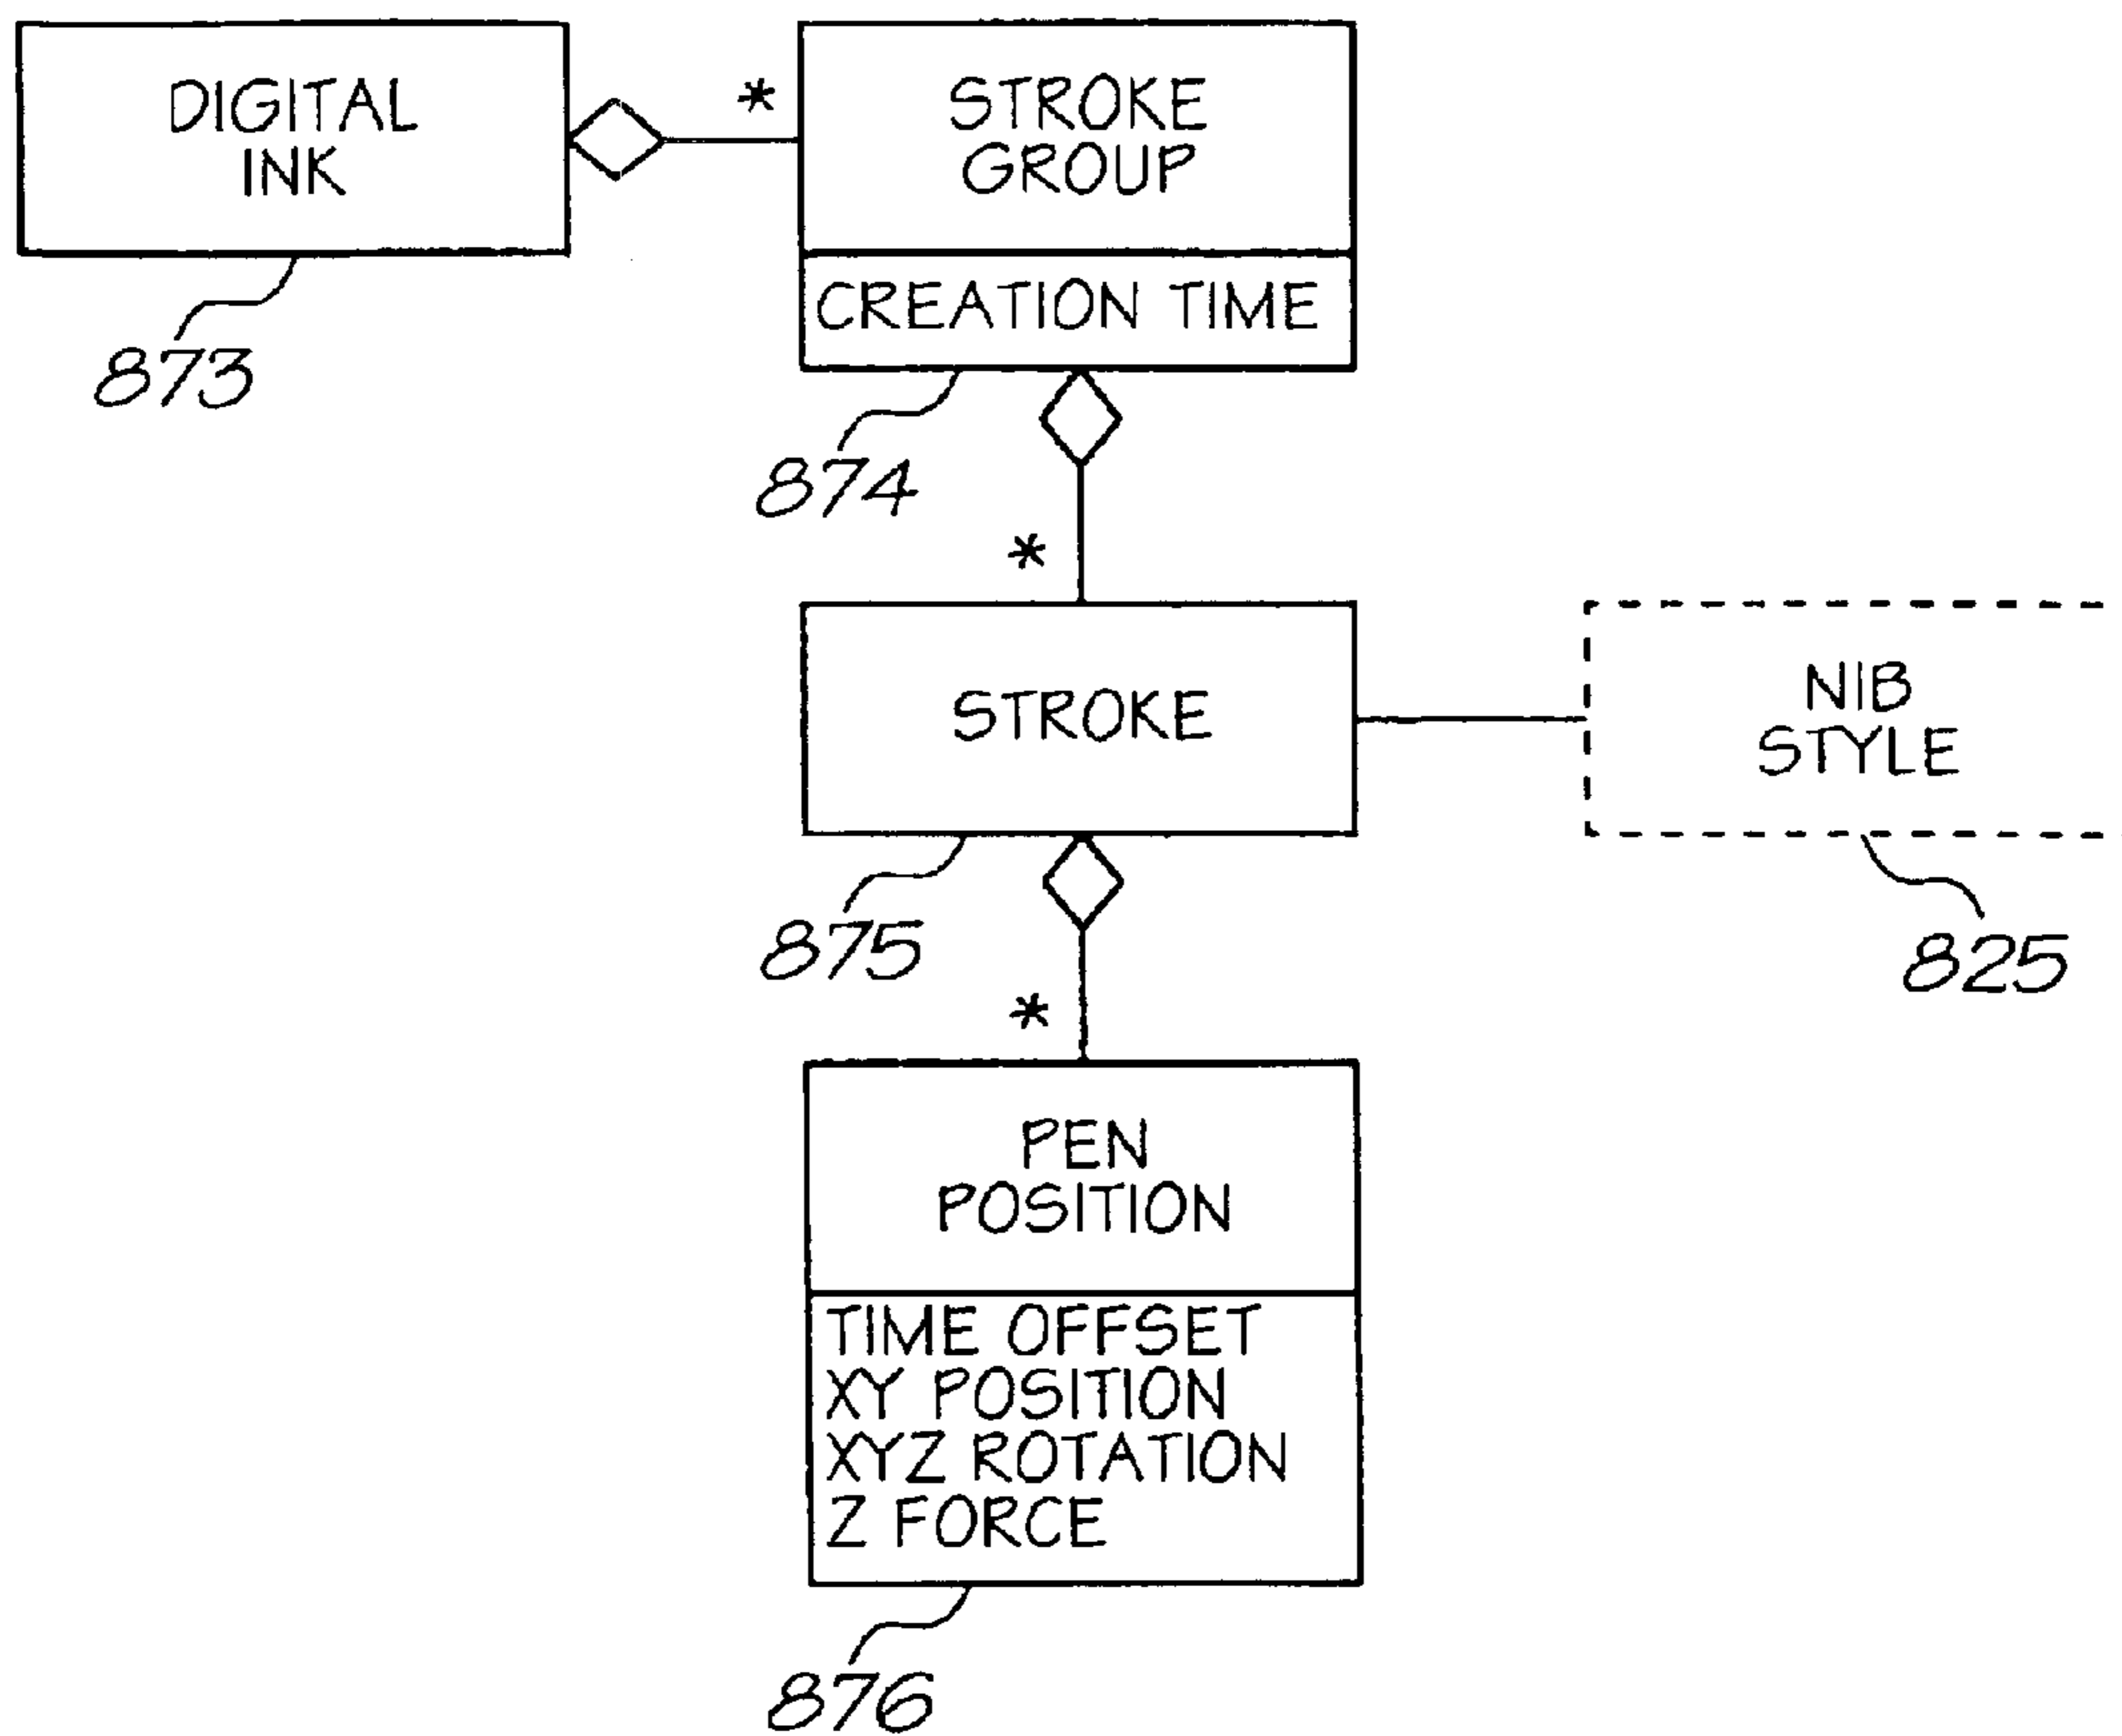 DIGITAL
INK
873
*
STROKE
GROUP
CREATION TIME
874
*
STROKE
875
NIB
STYLE
825
*
PEN
POSITION
TIME OFFSET
XY POSITION
XYZ ROTATION
Z FORCE
876